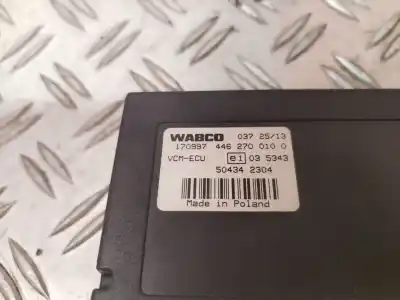 WABCO 037 25/13
170997 446 270 010 0
VCM-ECU e1 03 5343
50434 2304
Made in Poland